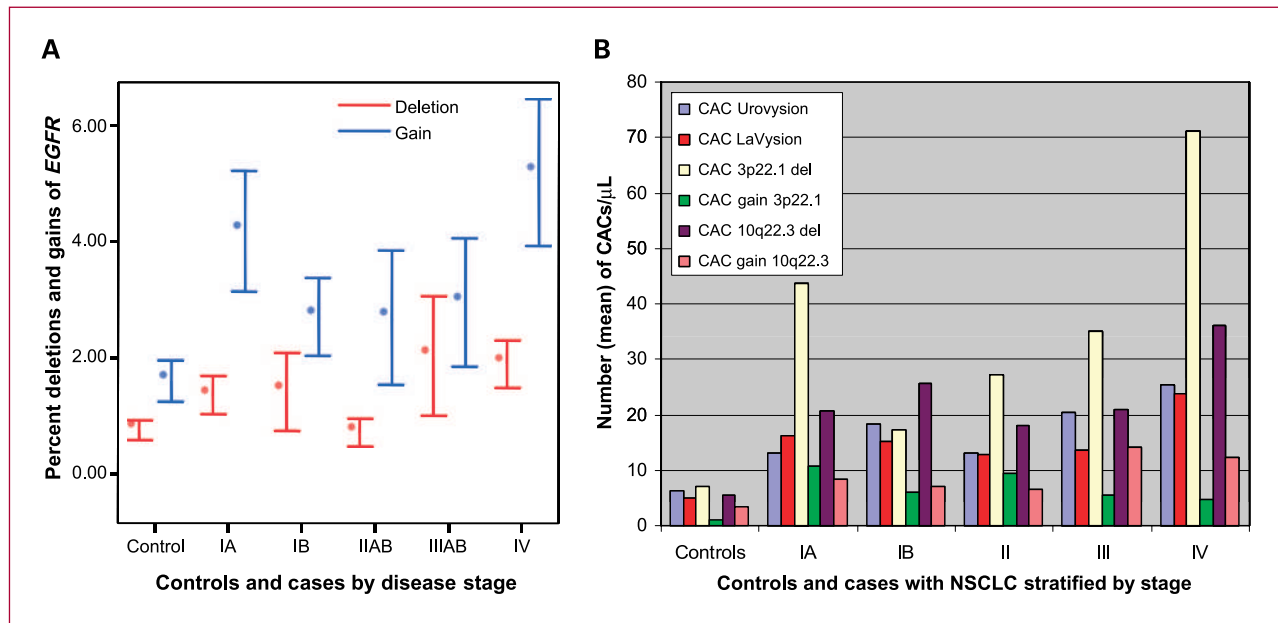 A
Percent deletions and gains of EGFR
6.00
4.00
2.00
0.00
Deletion
Gain
Control IA IB IIAB IIIAB IV
Controls and cases by disease stage
B
Number (mean) of CACs/μL
80
70
60
50
40
30
20
10
0
CAC Urovysion
CAC LaVysion
CAC 3p22.1 del
CAC gain 3p22.1
CAC 10q22.3 del
CAC gain 10q22.3
Controls IA IB II III IV
Controls and cases with NSCLC stratified by stage